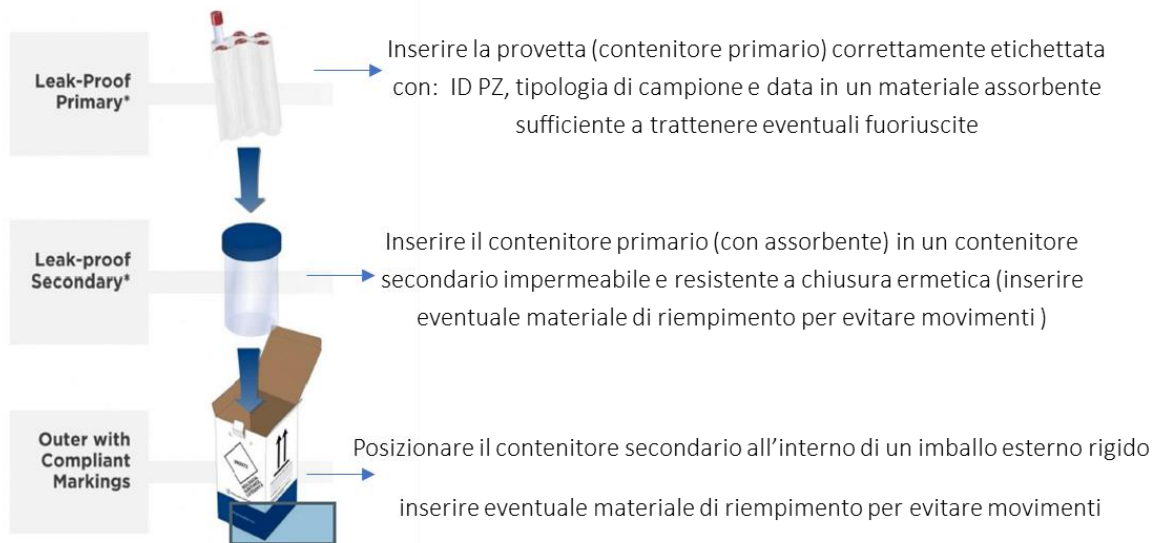 Leak-Proof
Primary*
Inserire la provetta (contenitore primario) correttamente etichettata
con: ID PZ, tipologia di campione e data in un materiale assorbente
sufficiente a trattenere eventuali fuoriuscite
Leak-proof
Secondary*
Inserire il contenitore primario (con assorbente) in un contenitore
secondario impermeabile e resistente a chiusura ermetica (inserire
eventuale materiale di riempimento per evitare movimenti )
Outer with
Compliant
Markings
Posizionare il contenitore secondario all'interno di un imballo esterno rigido
inserire eventuale materiale di riempimento per evitare movimenti